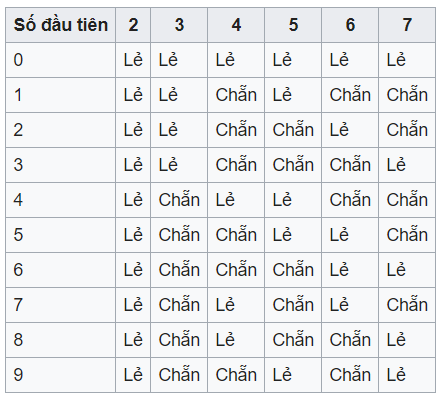 Số đầu tiên 2 3 4 5 6 7
0 Lẻ Lẻ Lẻ Lẻ Lẻ Lẻ
1 Lẻ Lẻ Chẵn Lẻ Chẵn Chẵn
2 Lẻ Lẻ Chẵn Chẵn Lẻ Chẵn
3 Lẻ Lẻ Chẵn Chẵn Chẵn Lẻ
4 Lẻ Chẵn Lẻ Lẻ Chẵn Chẵn
5 Lẻ Chẵn Chẵn Lẻ Lẻ Chẵn
6 Lẻ Chẵn Chẵn Chẵn Lẻ Lẻ
7 Lẻ Chẵn Lẻ Chẵn Lẻ Chẵn
8 Lẻ Chẵn Lẻ Chẵn Chẵn Lẻ
9 Lẻ Chẵn Chẵn Lẻ Chẵn Lẻ